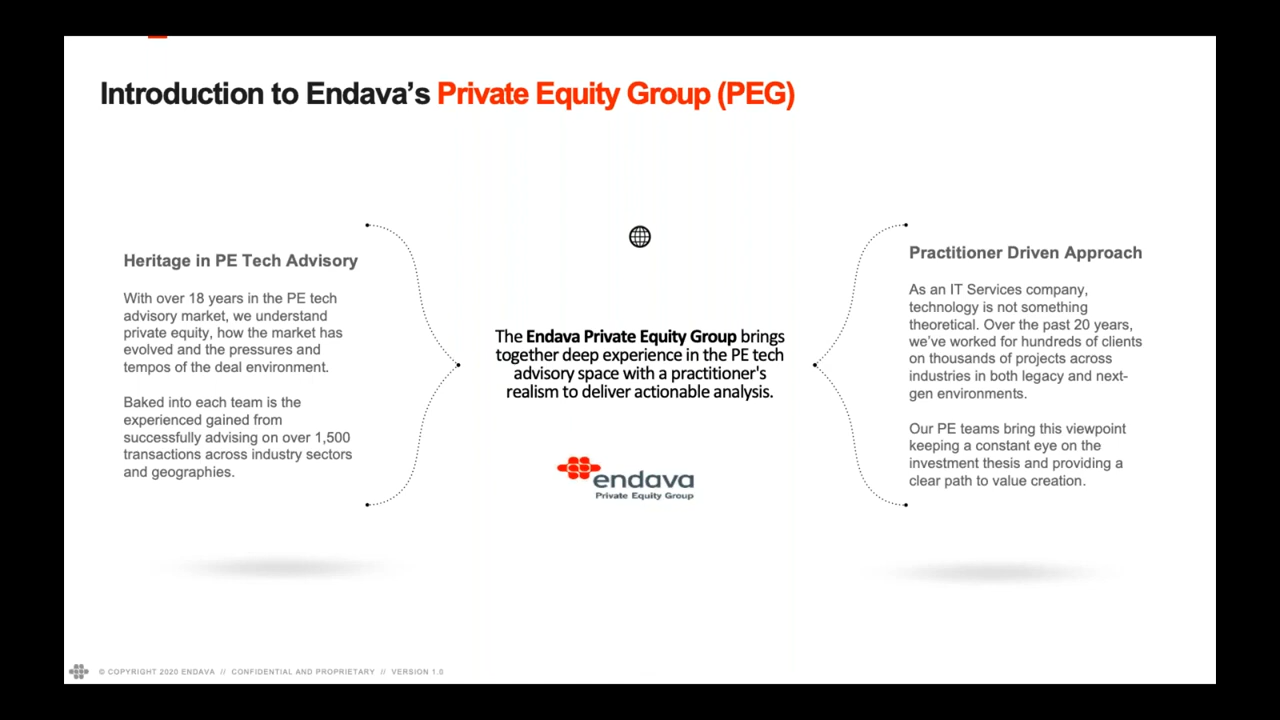 Introduction to Endava’s Private Equity Group (PEG)
Heritage in PE Tech Advisory
With over 18 years in the PE tech
advisory market, we understand
private equity, how the market has
evolved and the pressures and
tempos of the deal environment.
Baked into each team is the
experienced gained from
successfully advising on over 1,500
transactions across industry sectors
and geographies.
The Endava Private Equity Group brings
together deep experience in the PE tech
advisory space with a practitioner's
realism to deliver actionable analysis.
endava
Private Equity Group
Practitioner Driven Approach
As an IT Services company,
technology is not something
theoretical. Over the past 20 years,
we’ve worked for hundreds of clients
on thousands of projects across
industries in both legacy and next-
gen environments.
Our PE teams bring this viewpoint
keeping a constant eye on the
investment thesis and providing a
clear path to value creation.
© COPYRIGHT 2020 ENDAVA // CONFIDENTIAL AND PROPRIETARY // VERSION 1.0